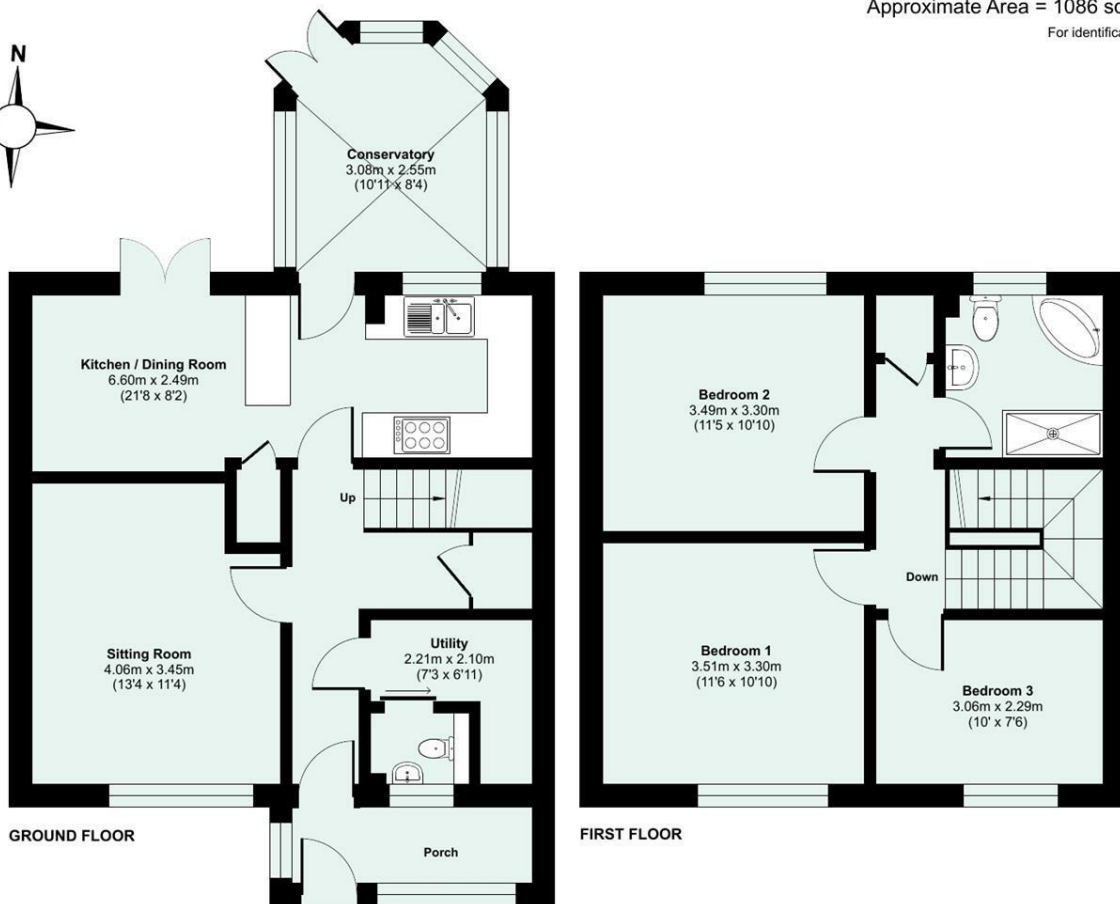 Approximate Area = 1086 sq
For identifica
N
Conservatory
3.08m x 2.55m
(10'11 x 8'4)
Kitchen / Dining Room
6.60m x 2.49m
(21'8 x 8'2)
Up
Sitting Room
4.06m x 3.45m
(13'4 x 11'4)
Utility
2.21m x 2.10m
(7'3 x 6'11)
Porch
GROUND FLOOR
Bedroom 2
3.49m x 3.30m
(11'5 x 10'10)
Down
Bedroom 1
3.51m x 3.30m
(11'6 x 10'10)
Bedroom 3
3.06m x 2.29m
(10' x 7'6)
FIRST FLOOR